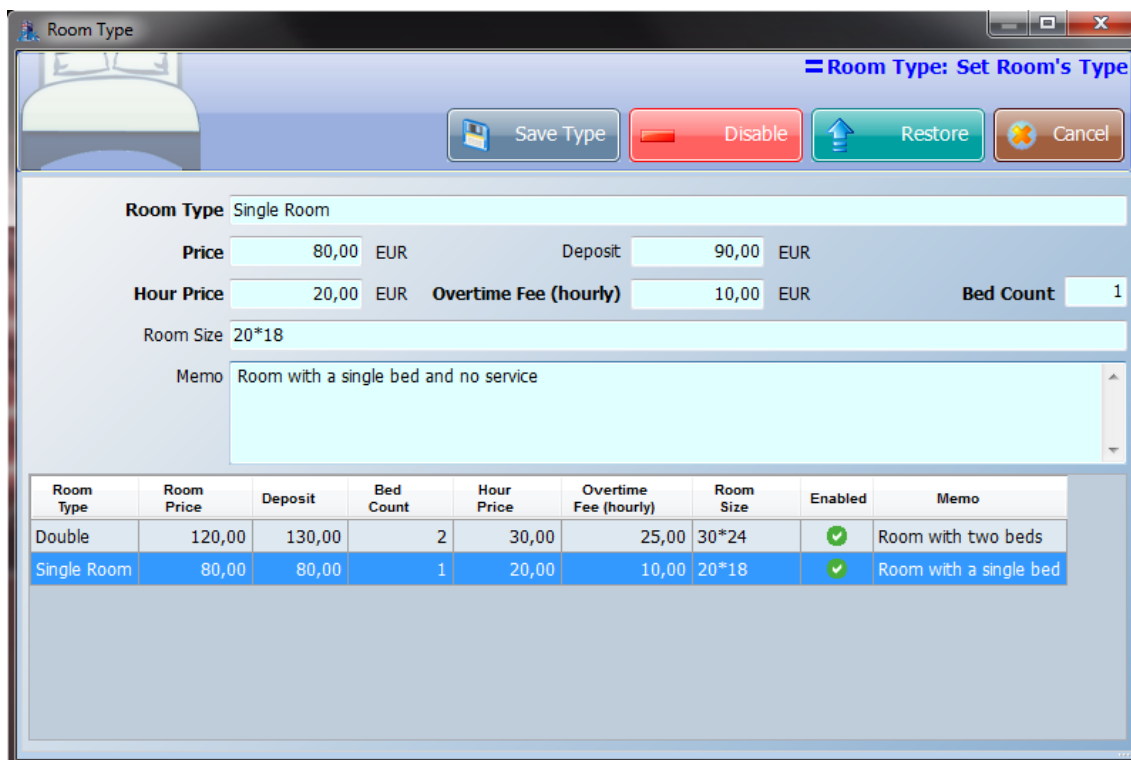 Room Type
Room Type: Set Room's Type
Save Type Disable Restore Cancel
Room Type Single Room
Price 80,00 EUR Deposit 90,00 EUR
Hour Price 20,00 EUR Overtime Fee (hourly) 10,00 EUR Bed Count 1
Room Size 20*18
Memo Room with a single bed and no service
Room Type Room Price Deposit Bed Count Hour Price Overtime Fee (hourly) Room Size Enabled Memo
Double 120,00 130,00 2 30,00 25,00 30*24 Room with two beds
Single Room 80,00 80,00 1 20,00 10,00 20*18 Room with a single bed